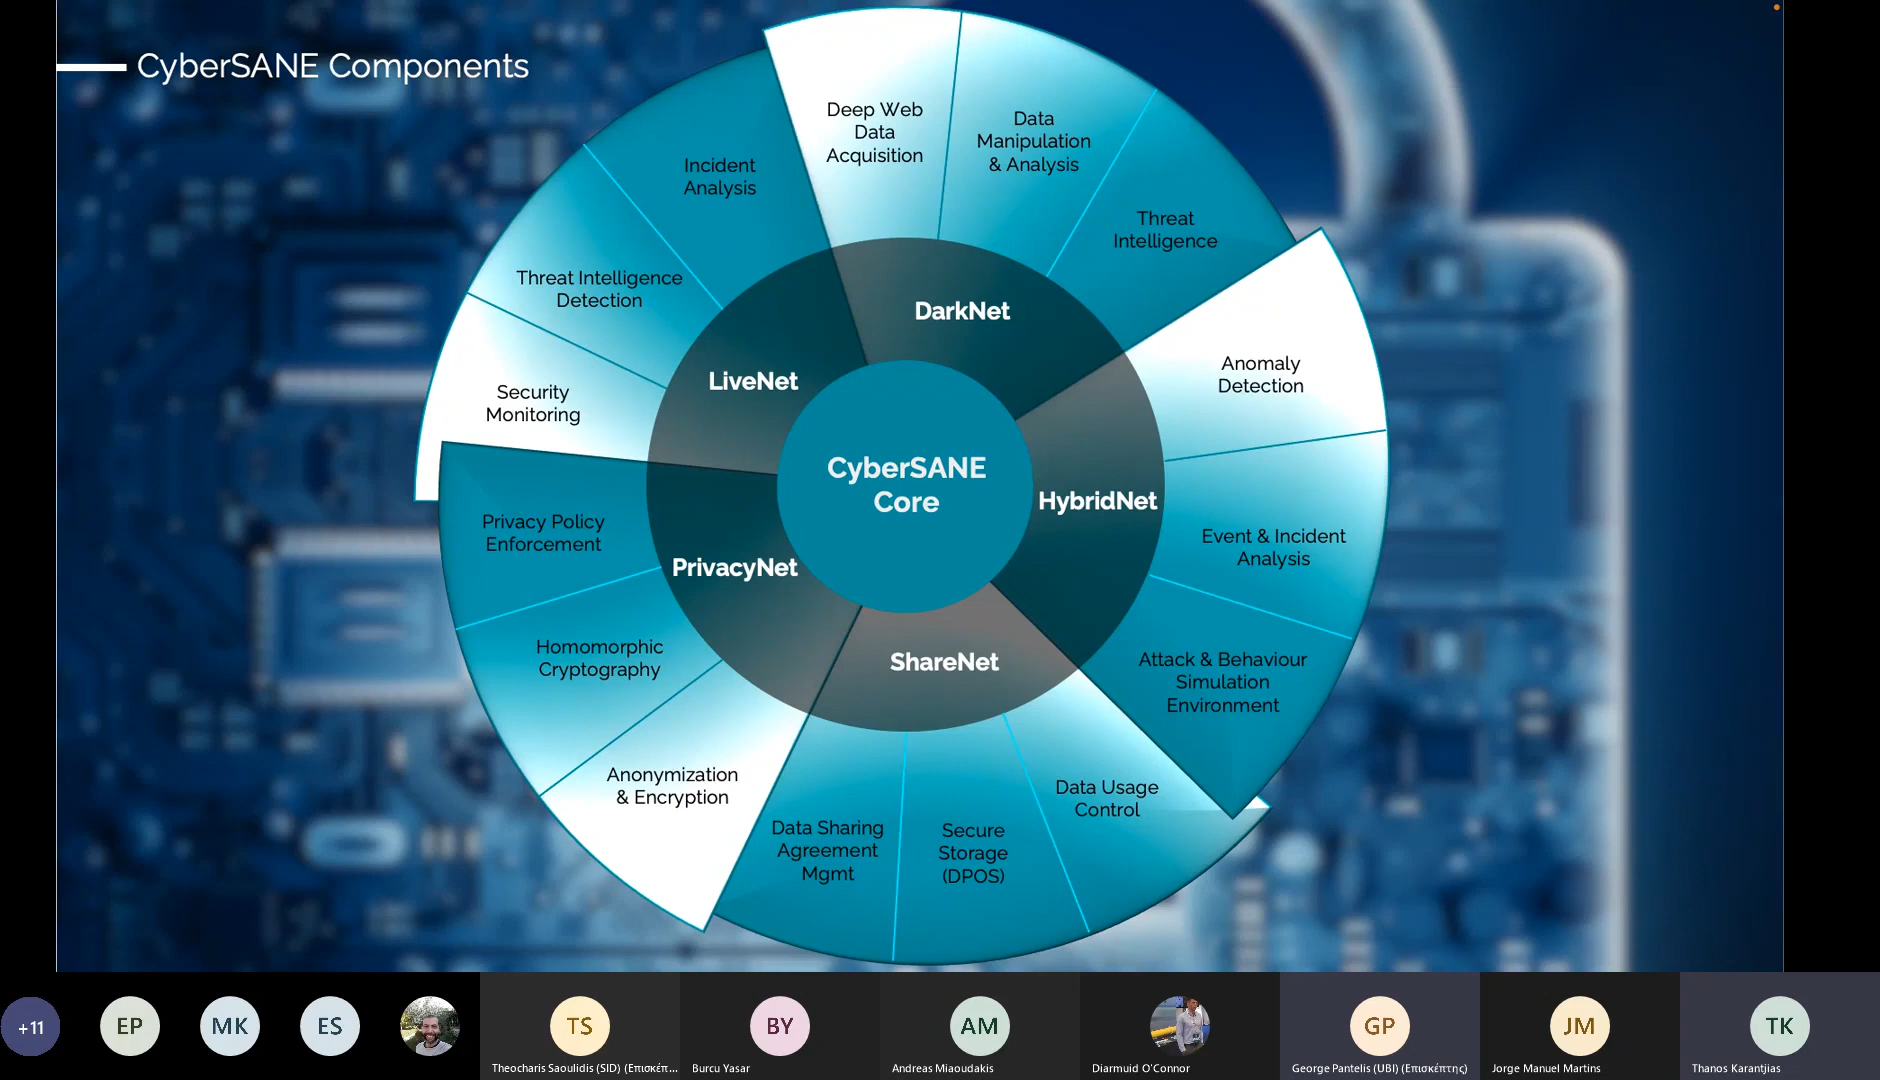 CyberSANE Components
Deep Web
Data
Acquisition
Data
Manipulation
& Analysis
Threat
Intelligence
Incident
Analysis
Threat Intelligence
Detection
Security
Monitoring
DarkNet
LiveNet
Anomaly
Detection
CyberSANE
Core
HybridNet
Event & Incident
Analysis
Privacy Policy
Enforcement
PrivacyNet
Homomorphic
Cryptography
ShareNet
Attack & Behaviour
Simulation
Environment
Anonymization
& Encryption
Data Sharing
Agreement
Mgmt
Secure
Storage
(DPOS)
Data Usage
Control
+11
EP
MK
ES
TS
BY
AM
GP
JM
TK
Theocharis Saoulidis (SID) (Επισκέπ...
Burcu Yasar
Andreas Miaoudakis
Diarmuid O'Connor
George Pantelis (UBI) (Επισκέπτης)
Jorge Manuel Martins
Thanos Karantjias